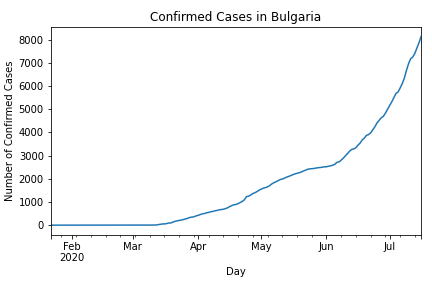 Confirmed Cases in Bulgaria
Number of Confirmed Cases
8000
7000
6000
5000
4000
3000
2000
1000
0
Feb Mar Apr May Jun Jul
2020
Day